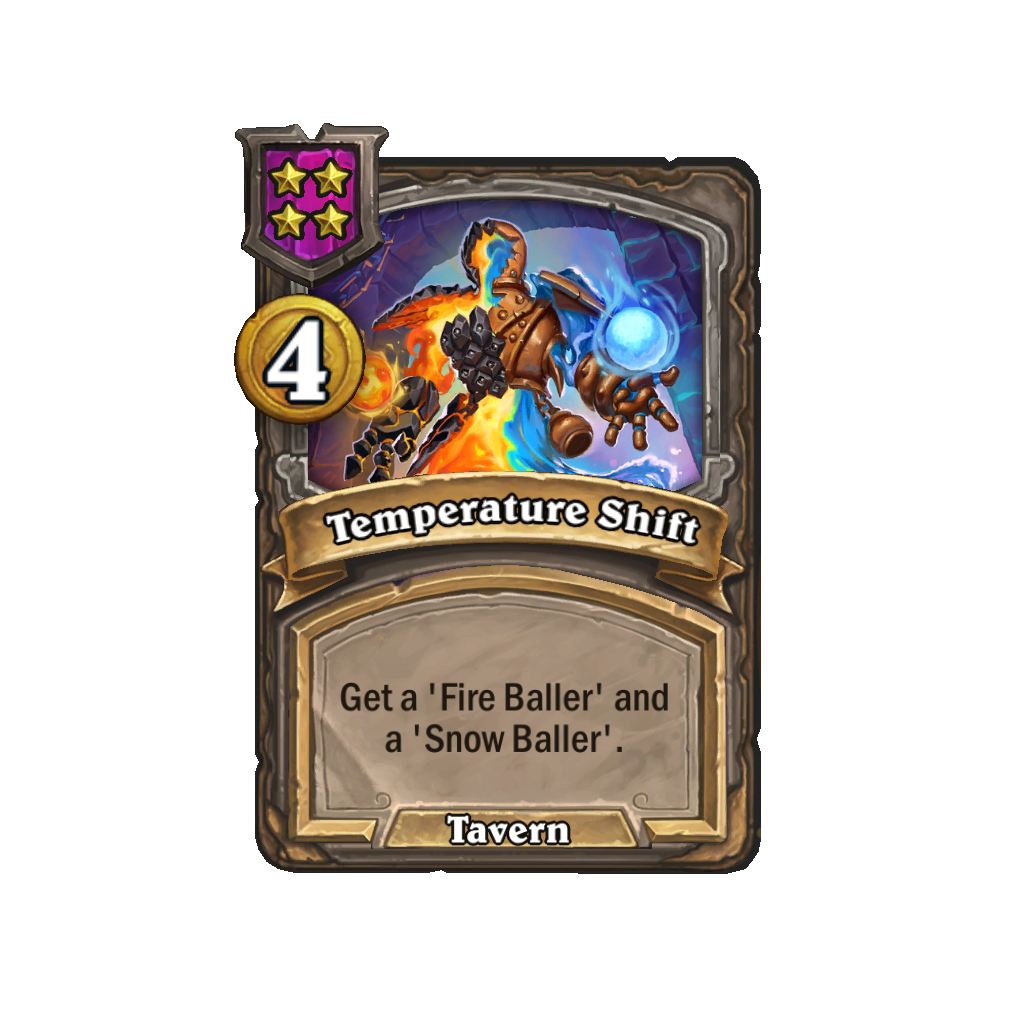 4
Temperature Shift
Get a 'Fire Baller' and
a 'Snow Baller'.
Tavern